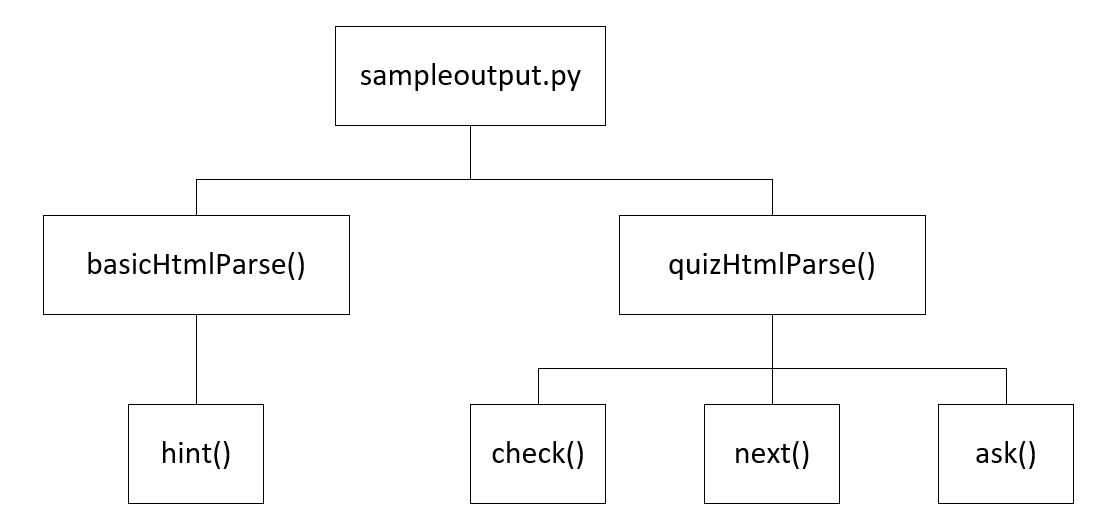 sampleoutput.py
basicHtmlParse()
quizHtmlParse()
hint()
check()
next()
ask()